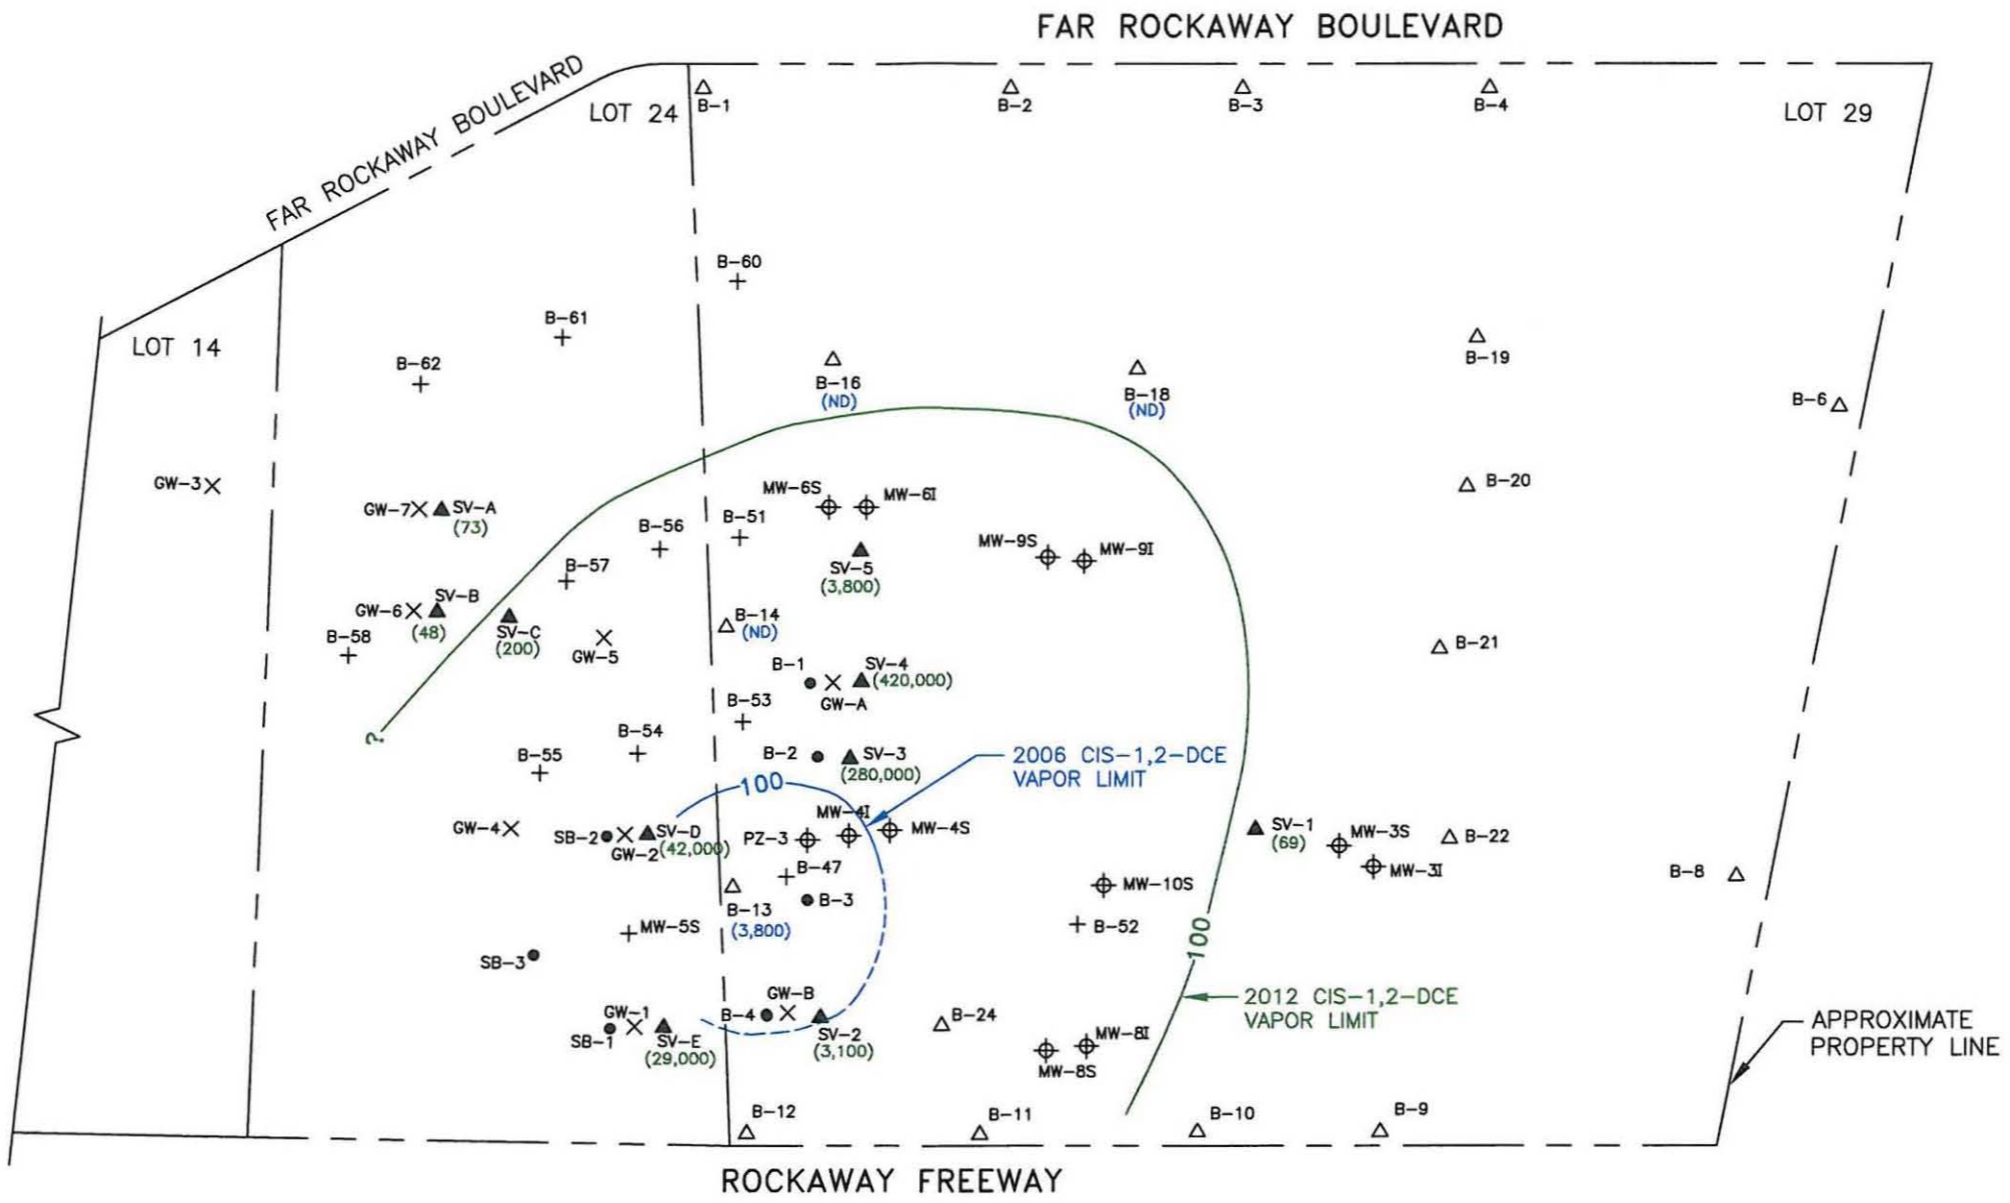 FAR ROCKAWAY BOULEVARD
FAR ROCKAWAY BOULEVARD
LOT 24
B-1
B-2
B-3
B-4
LOT 29
B-60
B-61
LOT 14
B-62
B-16
(ND)
B-18
(ND)
B-19
B-6
GW-3
GW-7
SV-A
(73)
B-56
B-51
MW-6S
MW-6I
B-20
MW-9S
MW-9I
B-57
SV-5
(3,800)
GW-6
SV-B
(48)
B-58
SV-C
(200)
GW-5
B-14
(ND)
B-21
B-1
GW-A
SV-4
(420,000)
B-53
?
B-55
B-54
B-2
SV-3
(280,000)
2006 CIS-1,2-DCE
VAPOR LIMIT
100
GW-4
SB-2
GW-2
SV-D
(42,000)
PZ-3
MW-4I
MW-4S
SV-1
(69)
MW-3S
MW-3I
B-22
B-8
B-47
B-3
B-13
(3,800)
MW-10S
B-52
MW-5S
SB-3
100
2012 CIS-1,2-DCE
VAPOR LIMIT
GW-1
SB-1
SV-E
(29,000)
B-4
GW-B
SV-2
(3,100)
B-24
MW-8I
MW-8S
APPROXIMATE
PROPERTY LINE
B-12
B-11
B-10
B-9
ROCKAWAY FREEWAY